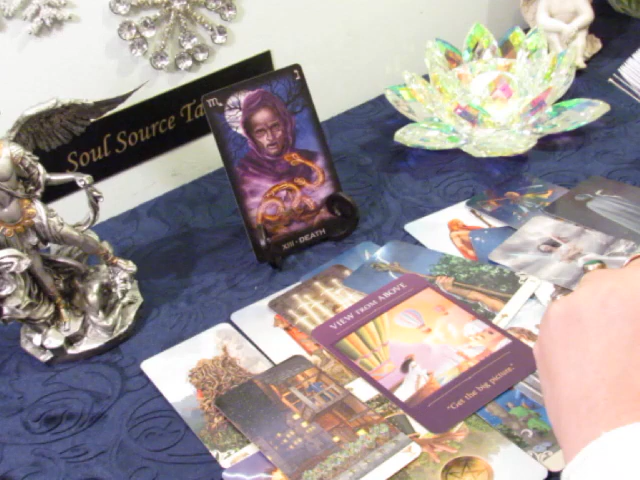 Soul Source Ta
XIII · DEATH
VIEW FROM ABOVE
"Get the big picture."